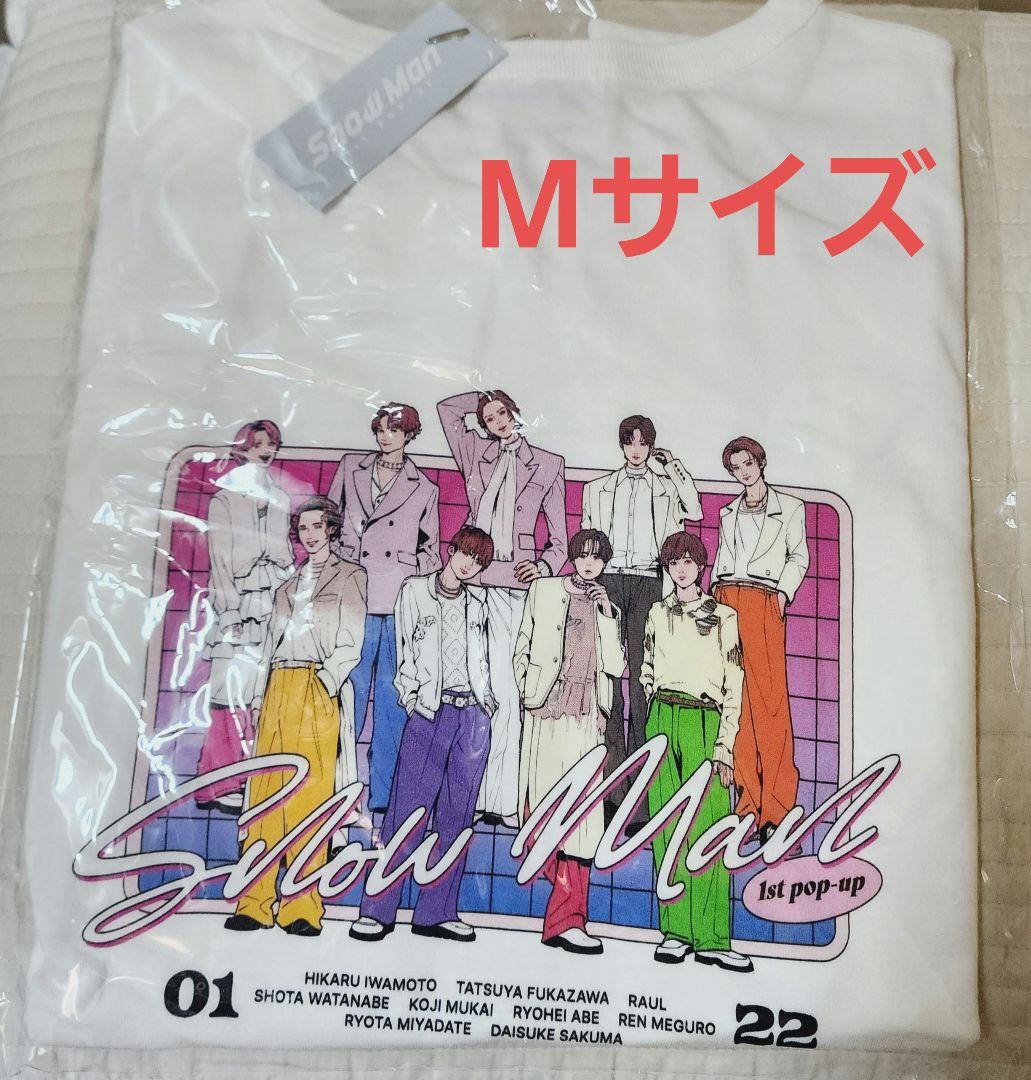 Snow Man
Mサイズ
Snow Man
1st pop-up
01
HIKARU IWAMOTO TATSUYA FUKAZAWA RAUL
SHOTA WATANABE KOJI MUKAI RYOHEI ABE REN MEGURO
RYOTA MIYADATE DAISUKE SAKUMA
22